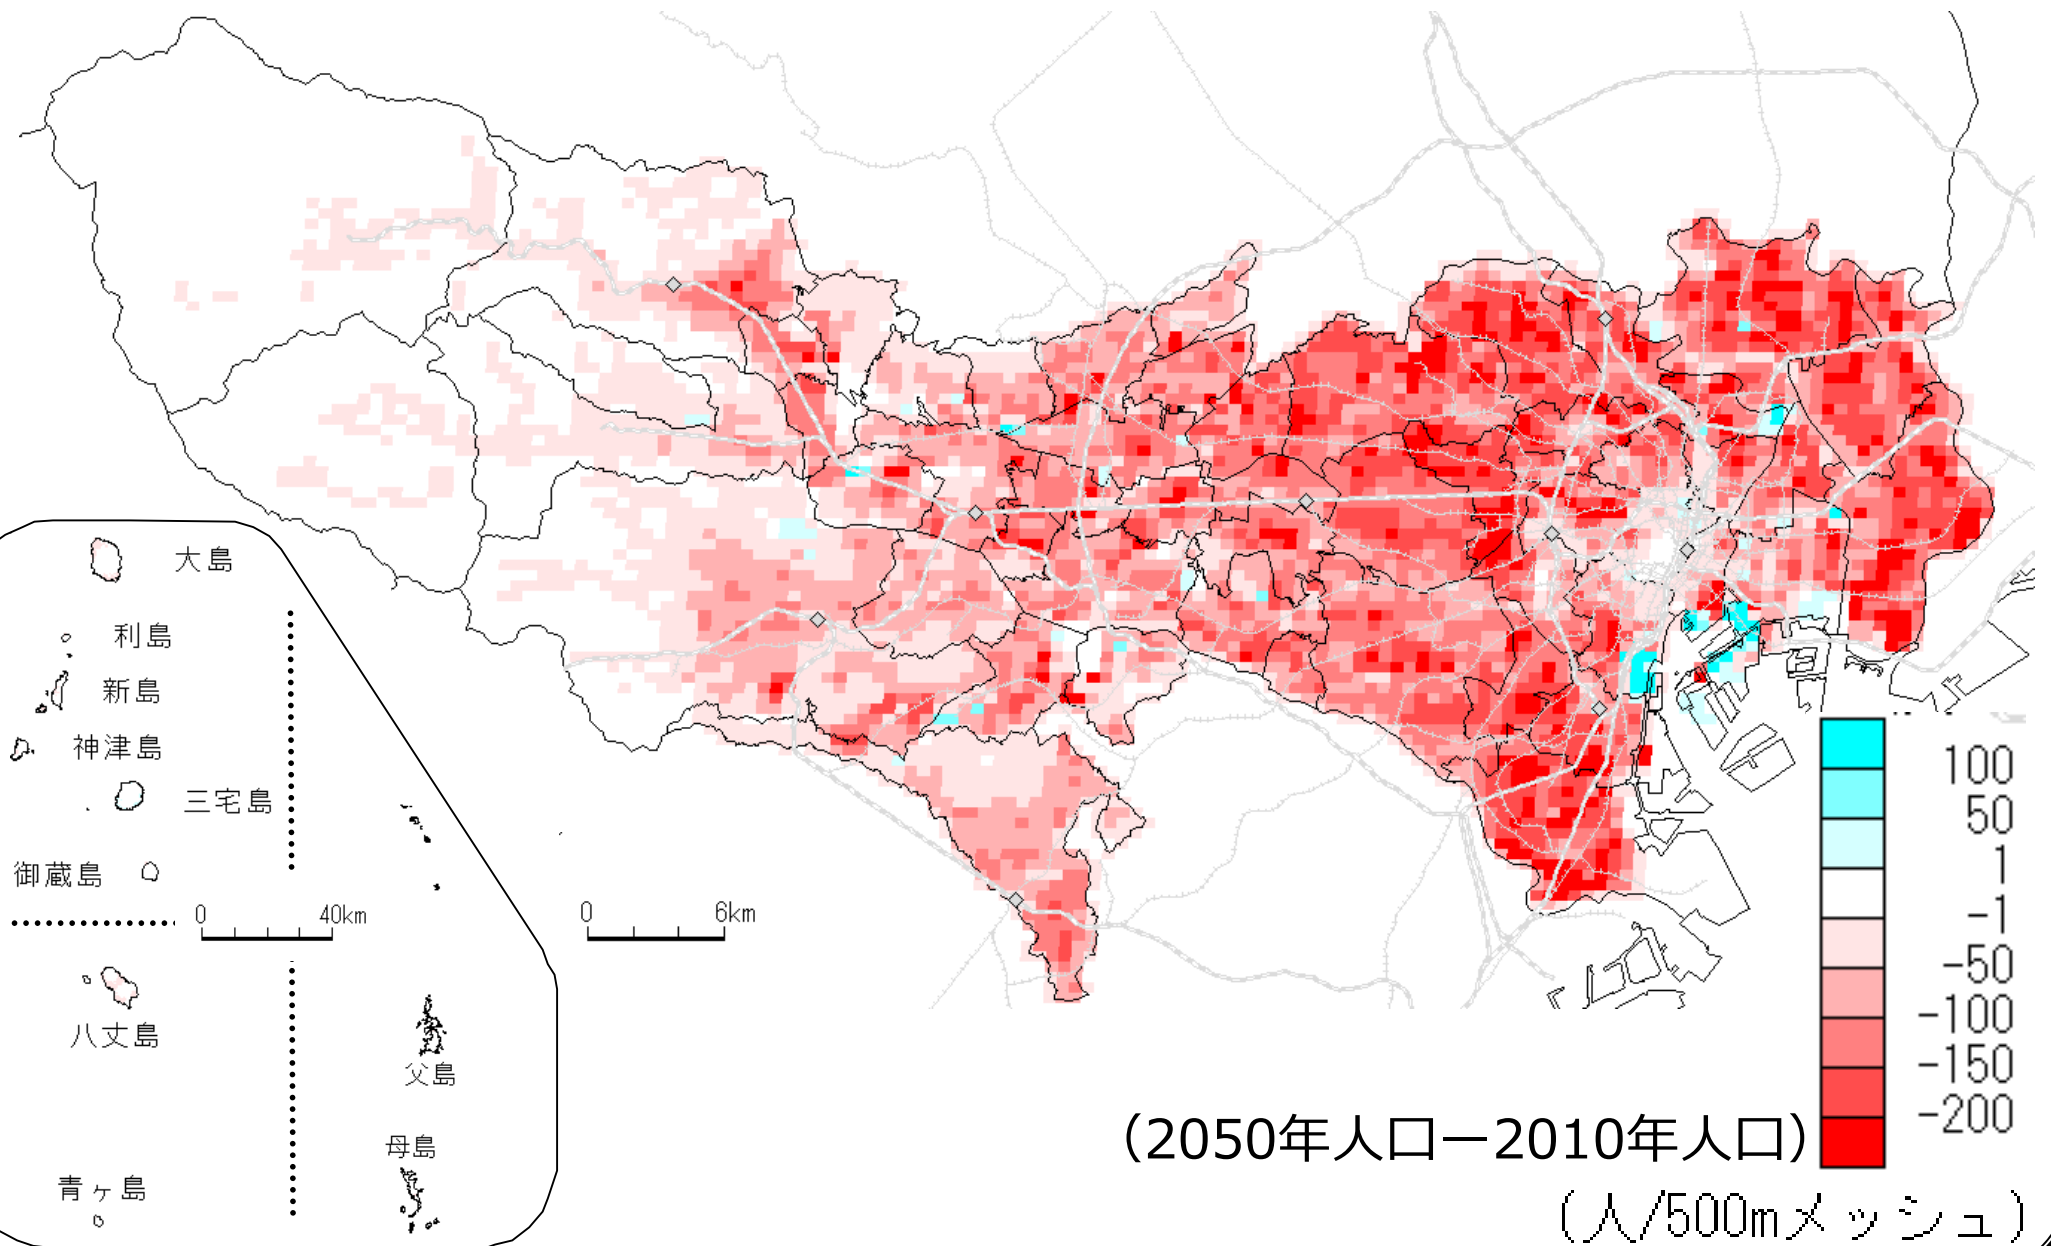 大島
利島
新島
神津島
三宅島
御蔵島
0 40km
0 6km
八丈島
父島
母島
青ヶ島
100
50
1
-1
-50
-100
-150
-200
(2050年人口ー2010年人口)
(人/500mメッシュ)